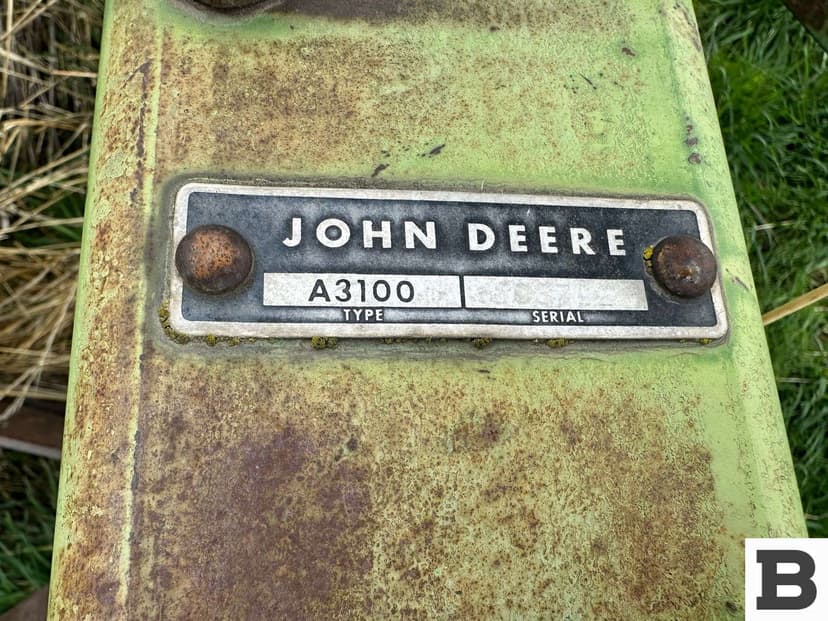 JOHN DEERE
A3100
TYPE SERIAL
B